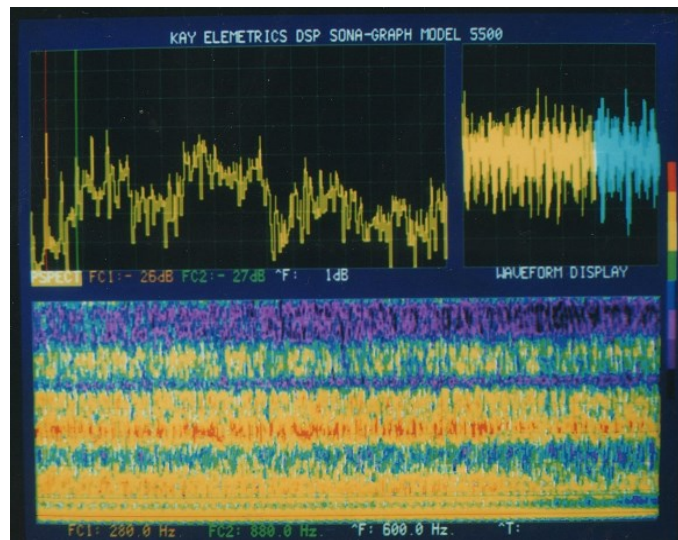 KAY ELEMETRICS DSP SONA-GRAPH MODEL 5500
PSPECT FC1:- 26dB FC2:- 27dB ^F: 1dB
WAVEFORM DISPLAY
FC1: 280.0 Hz. FC2: 880.0 Hz. ^F: 600.0 Hz. ^T: